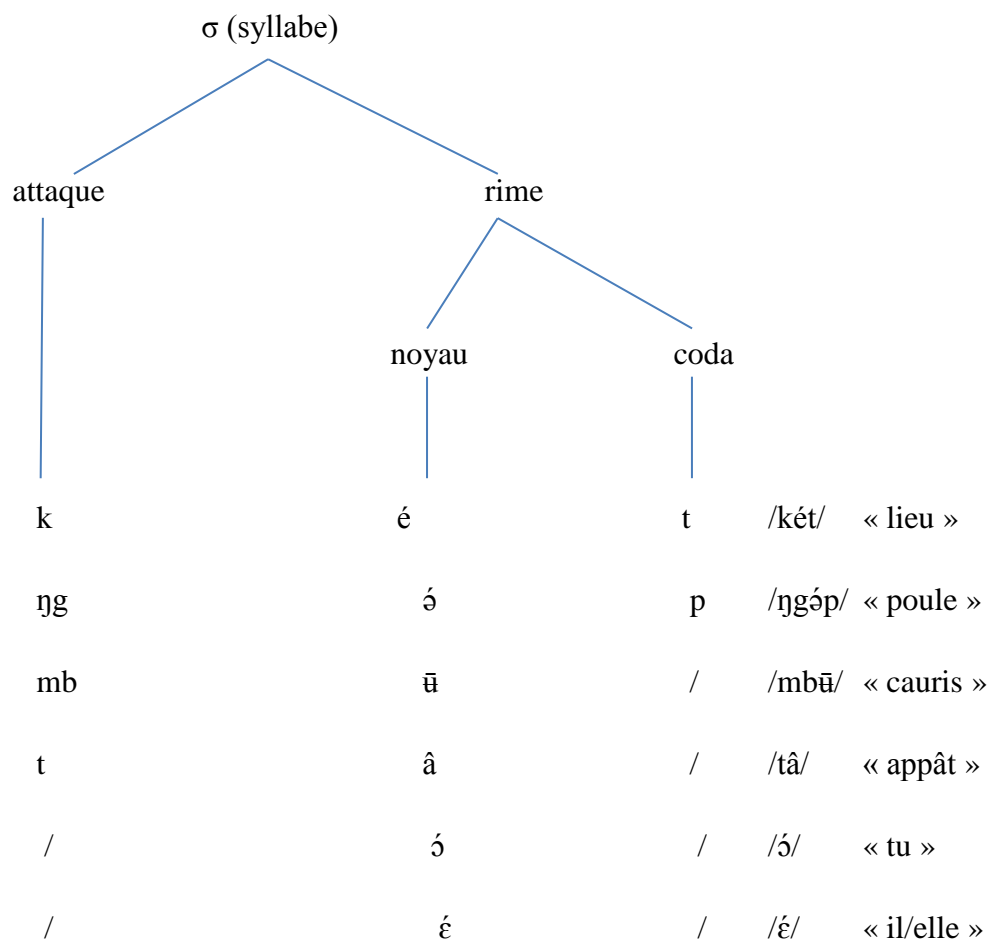 σ (syllabe)
attaque rime
noyau coda
k é t /két/ « lieu »
ŋg ə́ p /ŋgə́p/ « poule »
mb ʉ̄ / /mbʉ̄/ « cauris »
t â / /tâ/ « appât »
/ ɔ́ / /ɔ́/ « tu »
/ ɛ́ / /ɛ́/ « il/elle »